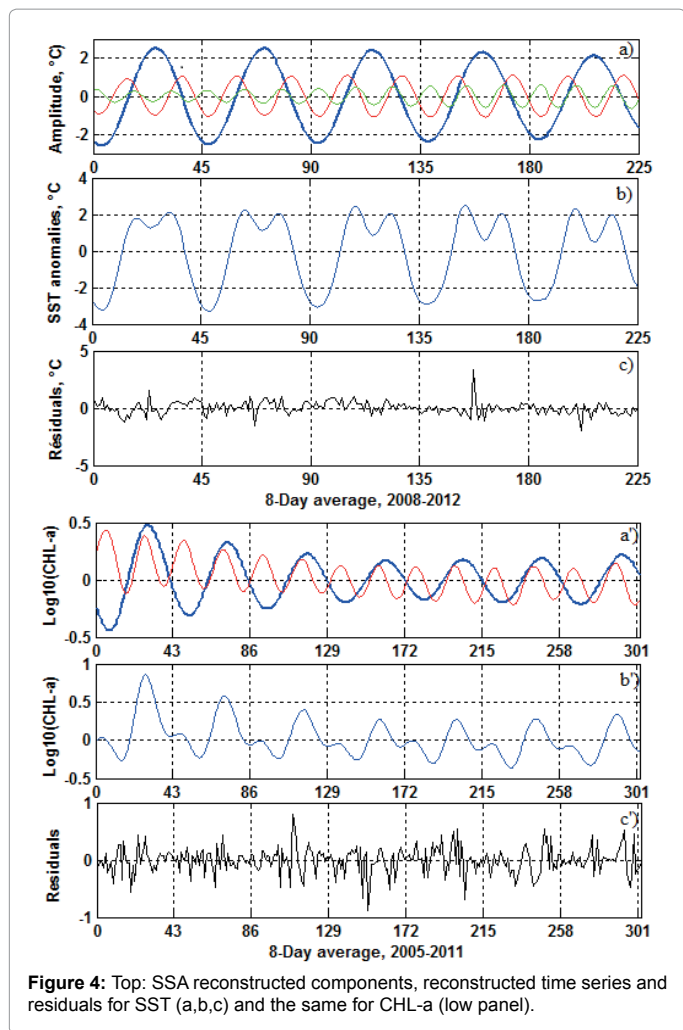 a)
Amplitude, °C
2
0
-2
0 45 90 135 180 225
b)
SST anomalies, °C
4
2
0
-2
-4
0 45 90 135 180 225
c)
Résiduals, °C
5
0
-5
0 45 90 135 180 225
8-Day average, 2008-2012
a')
Log10(CHL-a)
0.5
0
-0.5
0 43 86 129 172 215 258 301
b')
Log10(CHL-a)
1
0.5
0
-0.5
0 43 86 129 172 215 258 301
c')
Residuals
1
0
-1
0 43 86 129 172 215 258 301
8-Day average, 2005-2011
Figure 4: Top: SSA reconstructed components, reconstructed time series and
residuals for SST (a,b,c) and the same for CHL-a (low panel).